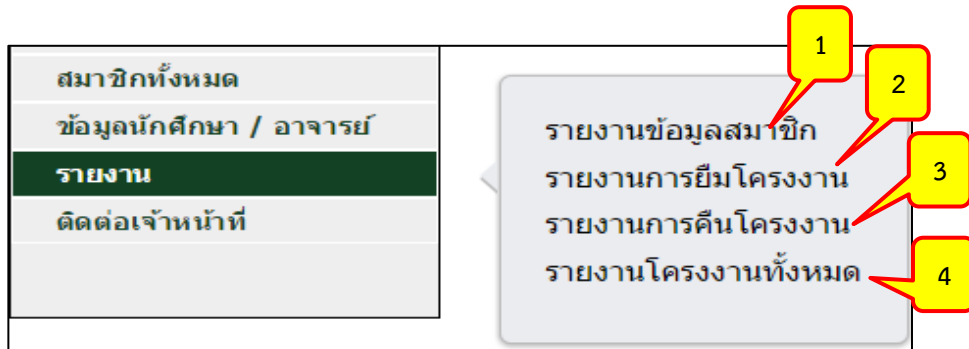 สมาชิกทั้งหมด
ข้อมูลนักศึกษา / อาจารย์
รายงาน
ติดต่อเจ้าหน้าที่
1
รายงานข้อมูลสมาชิก
2
รายงานการยืมโครงงาน
3
รายงานการคืนโครงงาน
4
รายงานโครงงานทั้งหมด